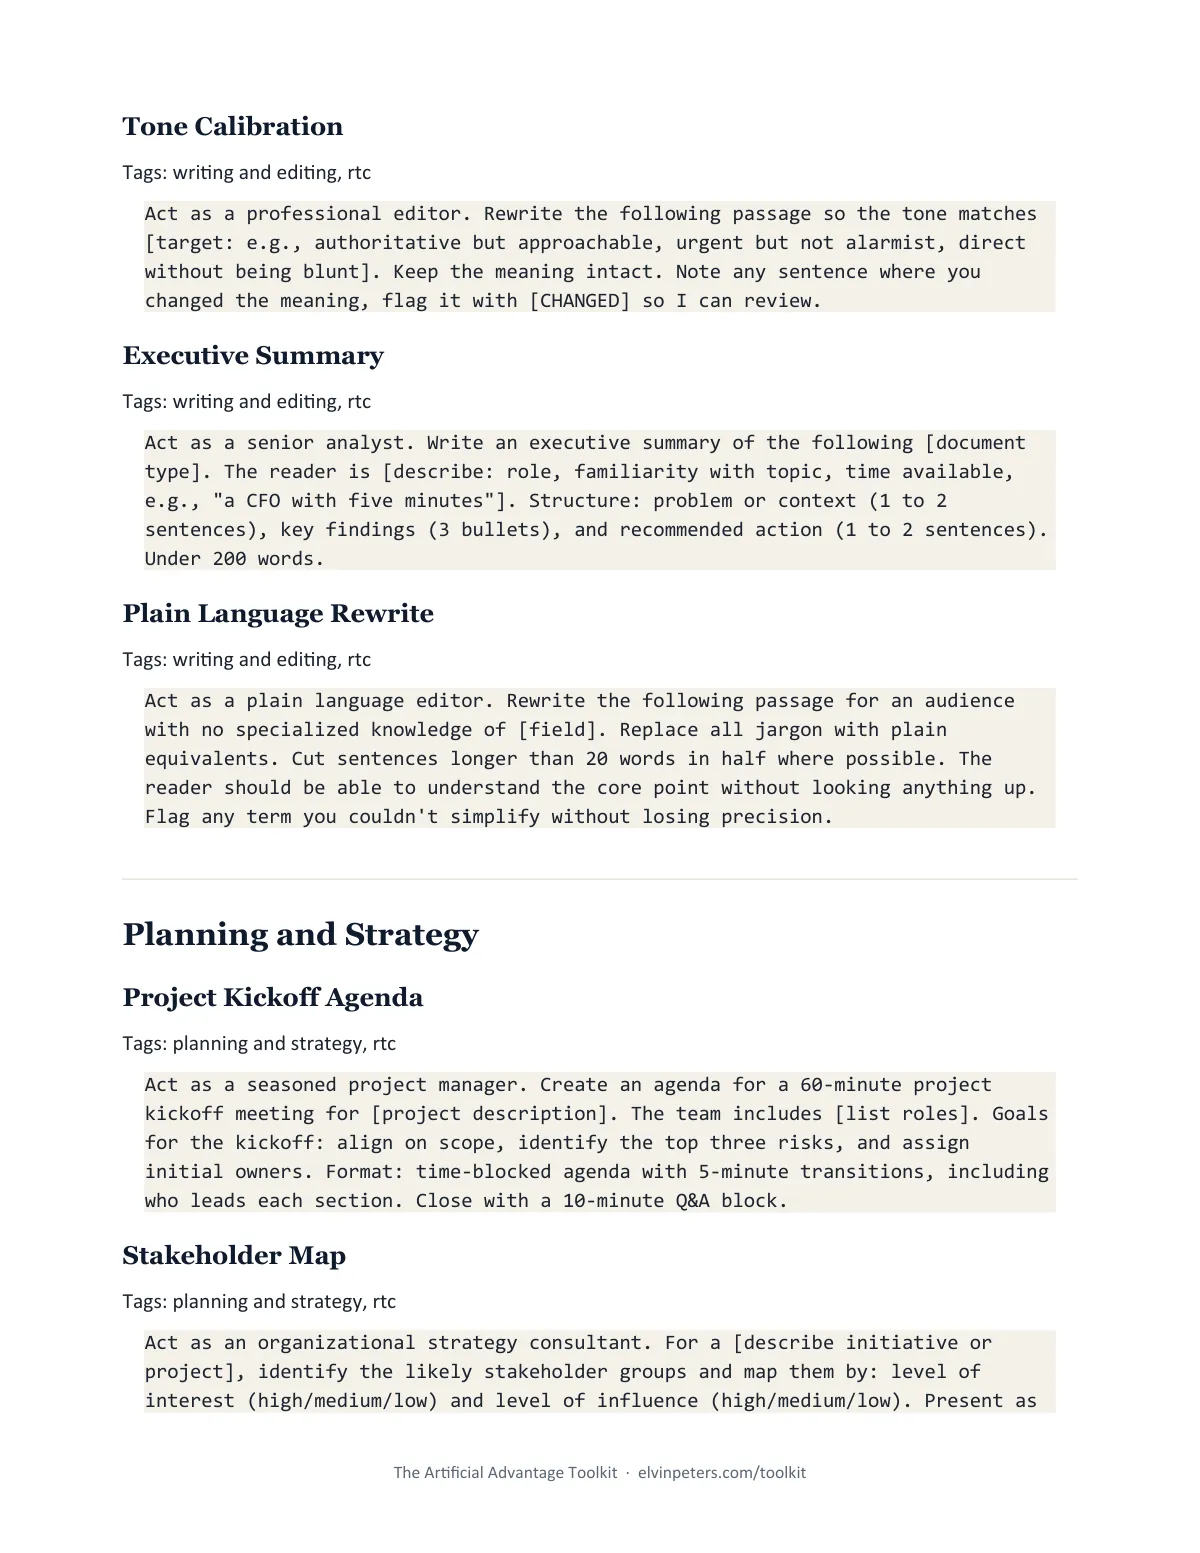 Tone Calibration
Tags: writing and editing, rtc
Act as a professional editor. Rewrite the following passage so the tone matches
[target: e.g., authoritative but approachable, urgent but not alarmist, direct
without being blunt]. Keep the meaning intact. Note any sentence where you
changed the meaning, flag it with [CHANGED] so I can review.
Executive Summary
Tags: writing and editing, rtc
Act as a senior analyst. Write an executive summary of the following [document
type]. The reader is [describe: role, familiarity with topic, time available,
e.g., "a CFO with five minutes"]. Structure: problem or context (1 to 2
sentences), key findings (3 bullets), and recommended action (1 to 2 sentences).
Under 200 words.
Plain Language Rewrite
Tags: writing and editing, rtc
Act as a plain language editor. Rewrite the following passage for an audience
with no specialized knowledge of [field]. Replace all jargon with plain
equivalents. Cut sentences longer than 20 words in half where possible. The
reader should be able to understand the core point without looking anything up.
Flag any term you couldn't simplify without losing precision.
Planning and Strategy
Project Kickoff Agenda
Tags: planning and strategy, rtc
Act as a seasoned project manager. Create an agenda for a 60-minute project
kickoff meeting for [project description]. The team includes [list roles]. Goals
for the kickoff: align on scope, identify the top three risks, and assign
initial owners. Format: time-blocked agenda with 5-minute transitions, including
who leads each section. Close with a 10-minute Q&A block.
Stakeholder Map
Tags: planning and strategy, rtc
Act as an organizational strategy consultant. For a [describe initiative or
project], identify the likely stakeholder groups and map them by: level of
interest (high/medium/low) and level of influence (high/medium/low). Present as
The Artificial Advantage Toolkit · elvinpeters.com/toolkit